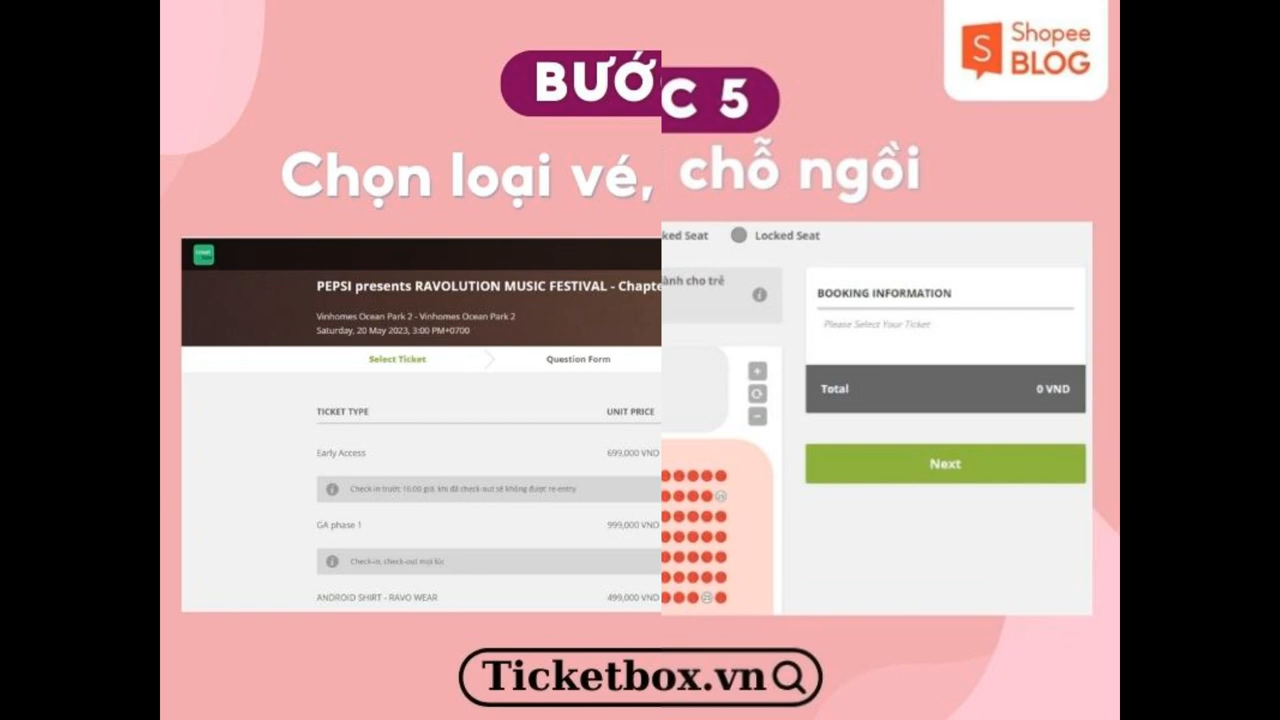 Shopee
BLOG
BƯỚC 5
Chọn loại vé, chỗ ngồi
PEPSI presents RAVOLUTION MUSIC FESTIVAL - Chapte
Vinhomes Ocean Park 2 - Vinhomes Ocean Park 2
Saturday, 20 May 2023, 3:00 PM+0700
Select Ticket
Question Form
TICKET TYPE UNIT PRICE
Early Access 699,000 VND
Check-in trước 16:00 giờ, khi đã check-out sẽ không được re-entry
GA phase 1 999,000 VND
Check-in, check-out mọi lúc
ANDROID SHIRT - RAVO WEAR 499,000 VND
ked Seat
Locked Seat
ành cho trẻ
BOOKING INFORMATION
Please Select Your Ticket
Total 0 VND
Next
Ticketbox.vn